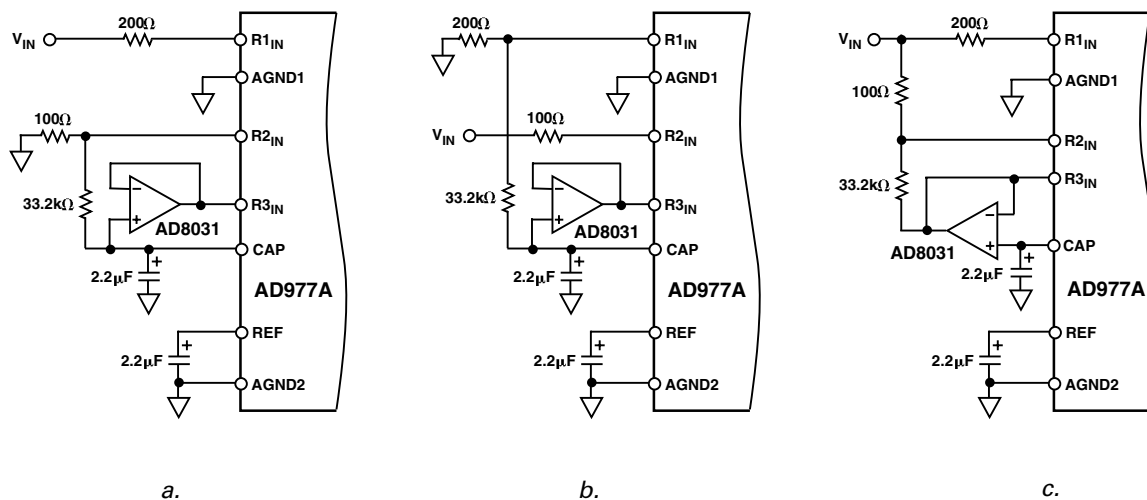 200Ω
V_IN
R1_IN
AGND1
100Ω
R2_IN
33.2kΩ
−
+
R3_IN
AD8031
CAP
+
2.2μF
AD977A
REF
+
2.2μF
AGND2
a.
200Ω
R1_IN
AGND1
100Ω
V_IN
R2_IN
33.2kΩ
−
+
R3_IN
AD8031
CAP
+
2.2μF
AD977A
REF
+
2.2μF
AGND2
b.
200Ω
V_IN
R1_IN
AGND1
100Ω
R2_IN
R3_IN
33.2kΩ
−
+
AD8031
CAP
+
2.2μF
AD977A
REF
+
2.2μF
AGND2
c.